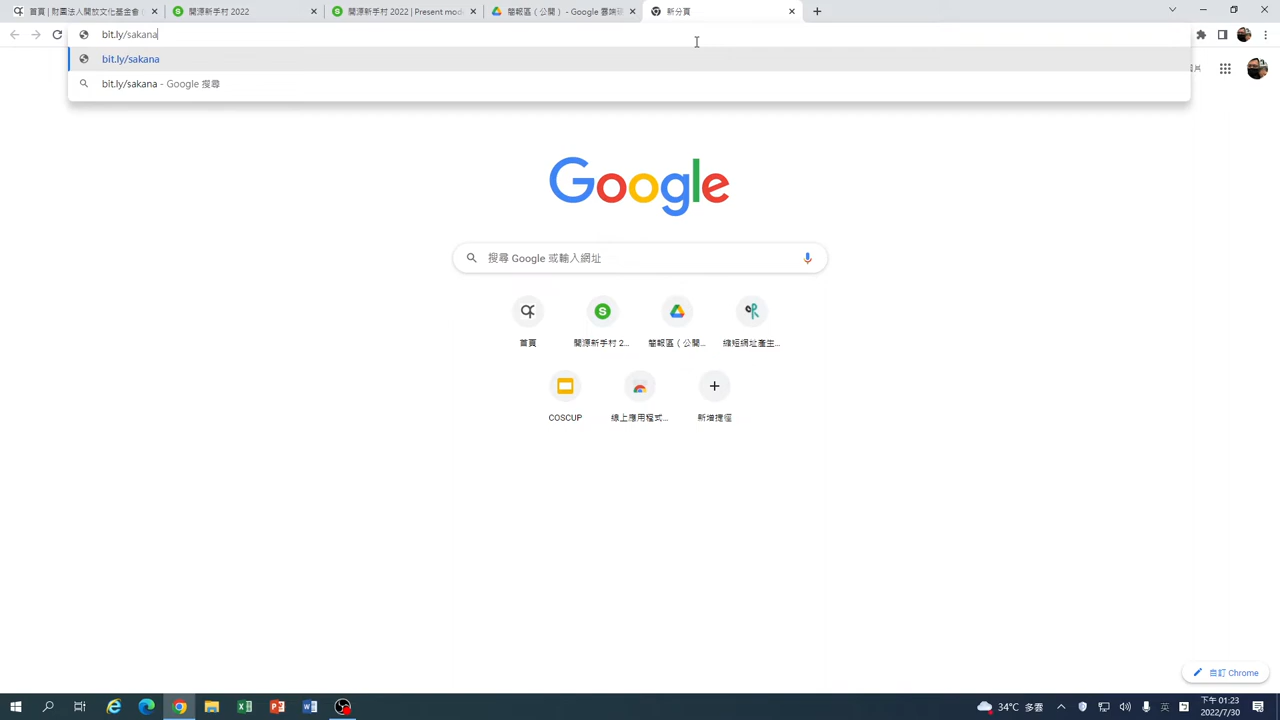 首頁 | 財團法人開放文化基金會 (
開源新手村 2022
開源新手村 2022 | Present mod
簡報區（公開） - Google 雲端硬
新分頁
bit.ly/sakana
bit.ly/sakana
bit.ly/sakana - Google 搜尋
Google
搜尋 Google 或輸入網址
首頁
開源新手村 2...
簡報區（公開...
縮短網址產生...
COSCUP
線上應用程式...
新增捷徑
自訂 Chrome
34°C 多雲
英
下午 01:23
2022/7/30